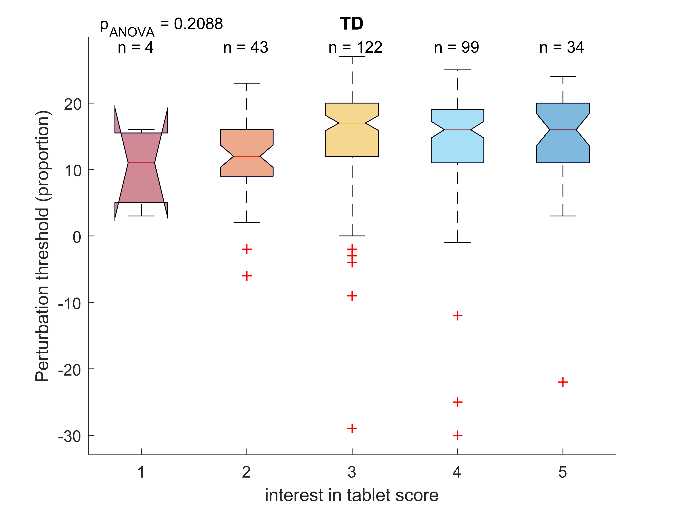 pANOVA = 0.2088
TD
n = 4 n = 43 n = 122 n = 99 n = 34
20
10
0
-10
-20
-30
Perturbation threshold (proportion)
1 2 3 4 5
interest in tablet score